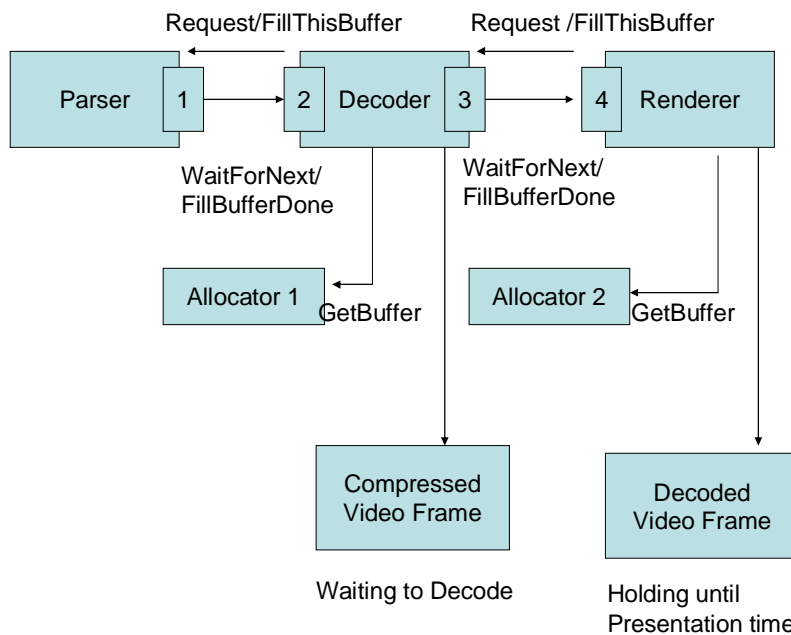 Request/FillThisBuffer
Request /FillThisBuffer
Parser
1
2
Decoder
3
4
Renderer
WaitForNext/
FillBufferDone
WaitForNext/
FillBufferDone
Allocator 1
GetBuffer
Allocator 2
GetBuffer
Compressed
Video Frame
Decoded
Video Frame
Waiting to Decode
Holding until
Presentation time